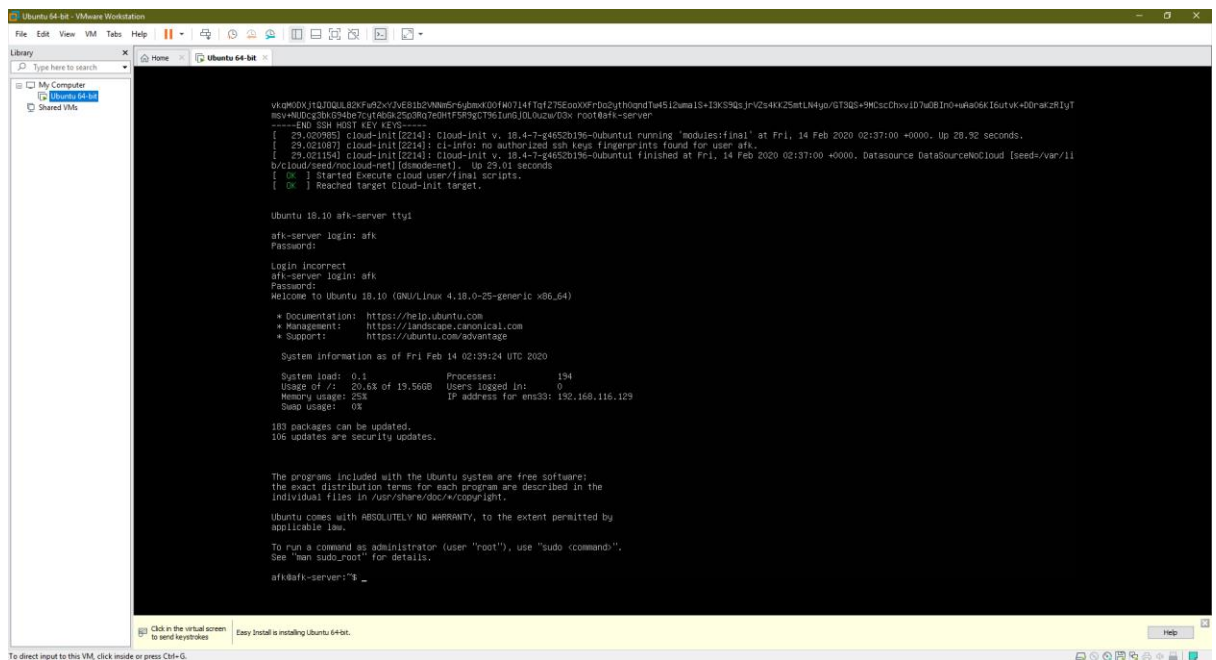 Ubuntu 64-bit - VMware Workstation
File Edit View VM Tabs Help
Library
Type here to search
My Computer
Ubuntu 64-bit
Shared VMs
Home
Ubuntu 64-bit
-----END SSH HOST KEY KEYS-----
[   29.020985] cloud-init[2214]: Cloud-init v. 18.4-7-g4652b196-0ubuntu1 running 'modules:final' at Fri, 14 Feb 2020 02:37:00 +0000. Up 28.92 seconds.
[   29.021087] cloud-init[2214]: ci-info: no authorized ssh keys fingerprints found for user afk.
[   29.021154] cloud-init[2214]: Cloud-init v. 18.4-7-g4652b196-0ubuntu1 finished at Fri, 14 Feb 2020 02:37:00 +0000. Datasource DataSourceNoCloud [seed=/var/li
b/cloud/seed/nocloud-net][dsmode=net].  Up 29.01 seconds
[  OK  ] Started Execute cloud user/final scripts.
[  OK  ] Reached target Cloud-init target.
Ubuntu 18.10 afk-server tty1
afk-server login: afk
Password:
Login incorrect
afk-server login: afk
Password:
Welcome to Ubuntu 18.10 (GNU/Linux 4.18.0-25-generic x86_64)
* Documentation:  https://help.ubuntu.com
* Management:     https://landscape.canonical.com
* Support:        https://ubuntu.com/advantage
System information as of Fri Feb 14 02:39:24 UTC 2020
System load:  0.1                Processes:            194
Usage of /:   20.6% of 19.56GB   Users logged in:      0
Memory usage: 25%                IP address for ens33: 192.168.116.129
Swap usage:   0%
183 packages can be updated.
106 updates are security updates.
The programs included with the Ubuntu system are free software;
the exact distribution terms for each program are described in the
individual files in /usr/share/doc/*/copyright.
Ubuntu comes with ABSOLUTELY NO WARRANTY, to the extent permitted by
applicable law.
To run a command as administrator (user "root"), use "sudo <command>".
See "man sudo_root" for details.
afk@afk-server:~$ _
Click in the virtual screen
to send keystrokes
Easy Install is installing Ubuntu 64-bit.
Help
To direct input to this VM, click inside or press Ctrl+G.